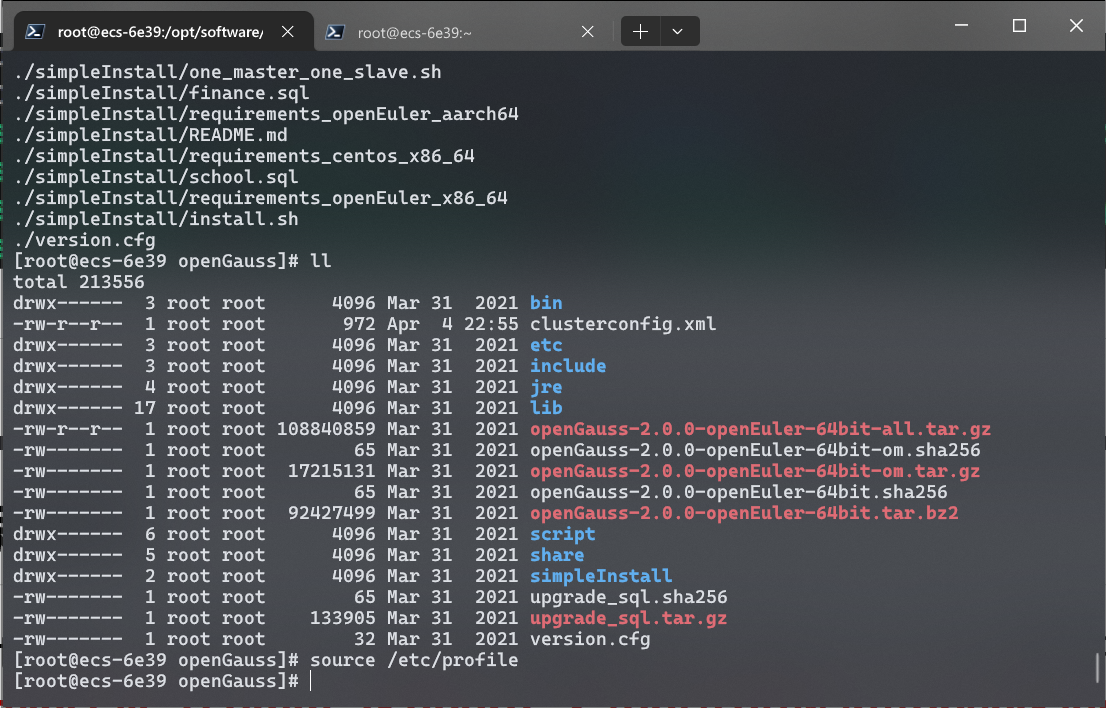 root@ecs-6e39:/opt/software/
root@ecs-6e39:~
./simpleInstall/one_master_one_slave.sh
./simpleInstall/finance.sql
./simpleInstall/requirements_openEuler_aarch64
./simpleInstall/README.md
./simpleInstall/requirements_centos_x86_64
./simpleInstall/school.sql
./simpleInstall/requirements_openEuler_x86_64
./simpleInstall/install.sh
./version.cfg
[root@ecs-6e39 openGauss]# ll
total 213556
drwx------  3 root root      4096 Mar 31  2021 bin
-rw-r--r--  1 root root       972 Apr  4 22:55 clusterconfig.xml
drwx------  3 root root      4096 Mar 31  2021 etc
drwx------  3 root root      4096 Mar 31  2021 include
drwx------  4 root root      4096 Mar 31  2021 jre
drwx------ 17 root root      4096 Mar 31  2021 lib
-rw-r--r--  1 root root 108840859 Mar 31  2021 openGauss-2.0.0-openEuler-64bit-all.tar.gz
-rw-------  1 root root        65 Mar 31  2021 openGauss-2.0.0-openEuler-64bit-om.sha256
-rw-------  1 root root  17215131 Mar 31  2021 openGauss-2.0.0-openEuler-64bit-om.tar.gz
-rw-------  1 root root        65 Mar 31  2021 openGauss-2.0.0-openEuler-64bit.sha256
-rw-------  1 root root  92427499 Mar 31  2021 openGauss-2.0.0-openEuler-64bit.tar.bz2
drwx------  6 root root      4096 Mar 31  2021 script
drwx------  5 root root      4096 Mar 31  2021 share
drwx------  2 root root      4096 Mar 31  2021 simpleInstall
-rw-------  1 root root        65 Mar 31  2021 upgrade_sql.sha256
-rw-------  1 root root    133905 Mar 31  2021 upgrade_sql.tar.gz
-rw-------  1 root root        32 Mar 31  2021 version.cfg
[root@ecs-6e39 openGauss]# source /etc/profile
[root@ecs-6e39 openGauss]#